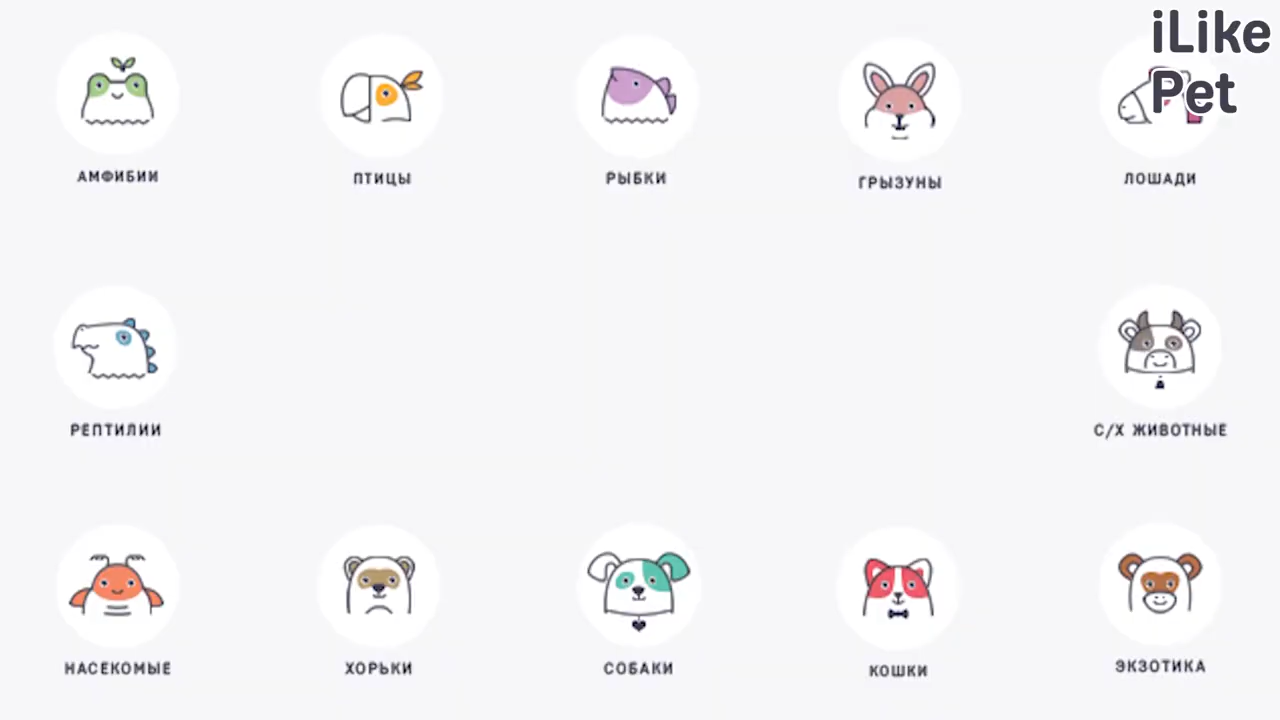 iLike
Pet
АМФИБИИ
ПТИЦЫ
РЫБКИ
ГРЫЗУНЫ
ЛОШАДИ
РЕПТИЛИИ
С/Х ЖИВОТНЫЕ
НАСЕКОМЫЕ
ХОРЬКИ
СОБАКИ
КОШКИ
ЭКЗОТИКА